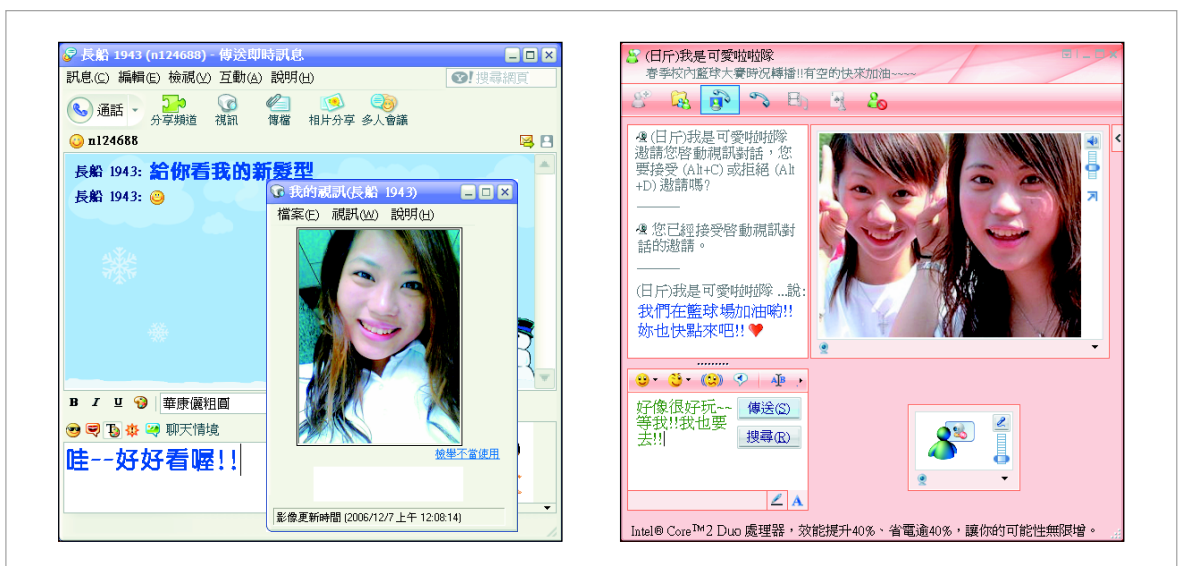 長船 1943 (n124688) - 傳送即時訊息
訊息(C) 編輯(E) 檢視(V) 互動(A) 說明(H)
搜尋網頁
通話 分享頻道 視訊 傳檔 相片分享 多人會議
n124688
長船 1943: 給你看我的新髮型
長船 1943:
我的視訊(長船 1943)
檔案(F) 視訊(W) 說明(H)
檢舉不當使用
影像更新時間 (2006/12/7 上午 12:08:14)
B I U 華康儷粗圓
聊天情境
哇--好好看喔!!
(日斤)我是可愛啦啦隊
春季校內籃球大賽時況轉播!!有空的快來加油~~~~
(日斤)我是可愛啦啦隊
邀請您啓動視訊對話，您
要接受 (Alt+C) 或拒絕 (Alt
+D) 邀請嗎?
您已經接受啓動視訊對
話的邀請。
(日斤)我是可愛啦啦隊 ...說:
我們在籃球場加油喲!!
妳也快點來吧!!
好像很好玩~~
等我!!我也要
去!!
傳送(S)
搜尋(R)
A
Intel® Core™2 Duo 處理器，效能提升40%、省電逾40%，讓你的可能性無限增。